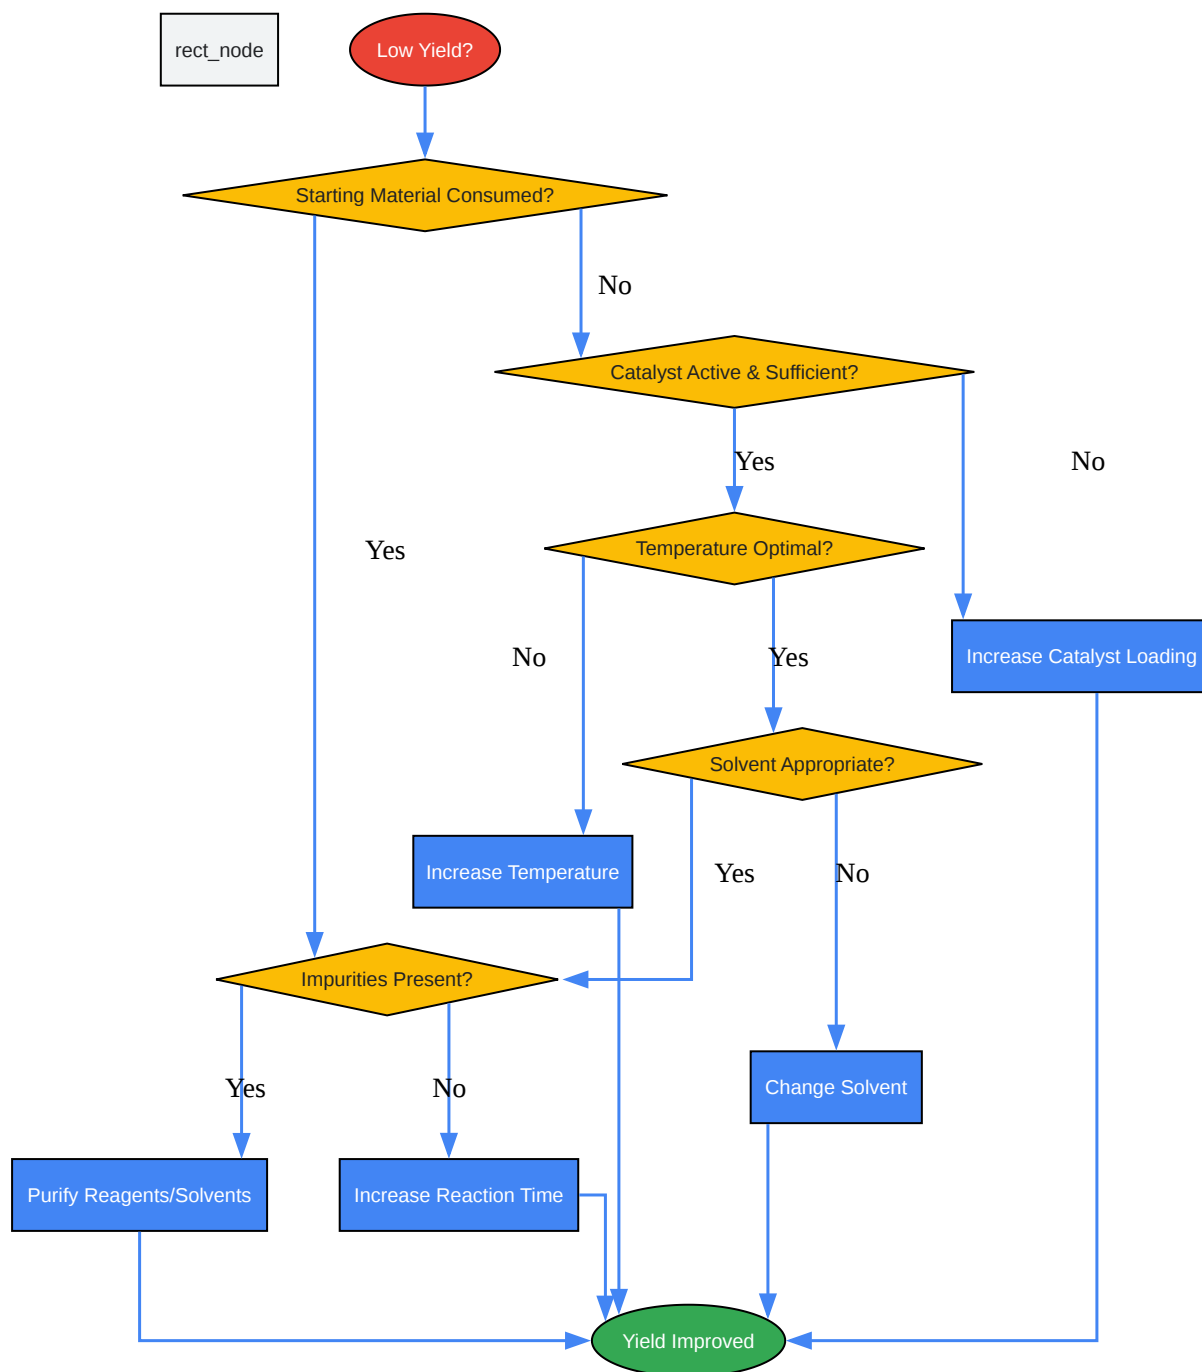 rect_node
Low Yield?
Starting Material Consumed?
No
Catalyst Active & Sufficient?
Yes
No
Yes
Temperature Optimal?
No
Yes
Increase Catalyst Loading
Solvent Appropriate?
Increase Temperature
Yes
No
Impurities Present?
Yes
No
Change Solvent
Purify Reagents/Solvents
Increase Reaction Time
Yield Improved